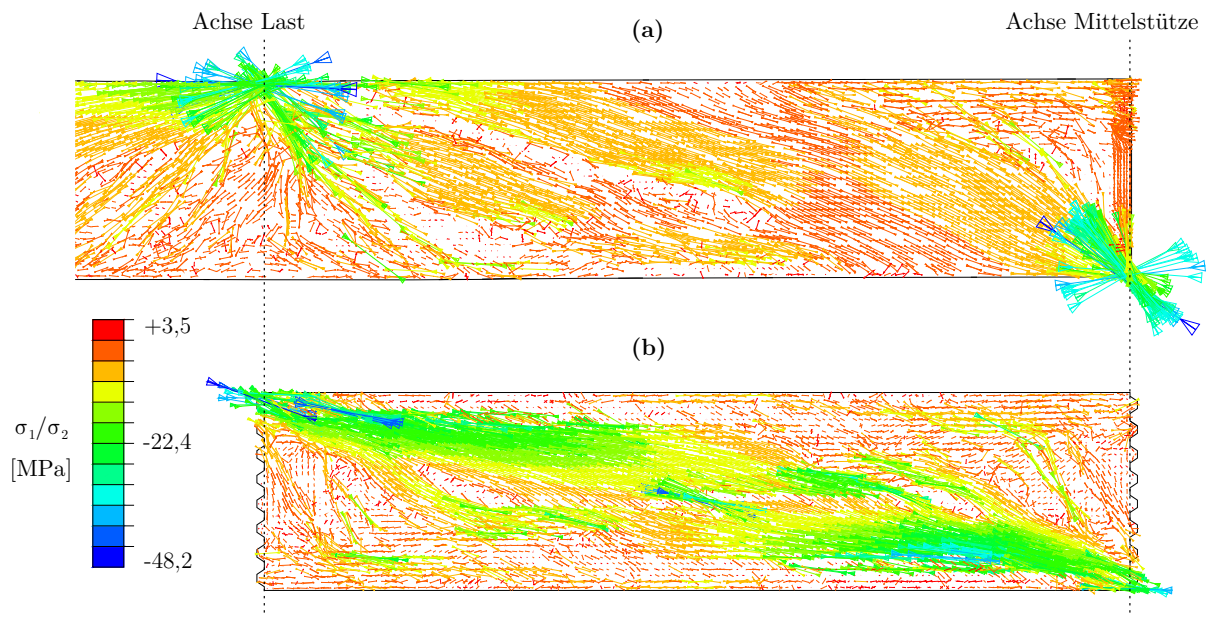 Achse Last
(a)
Achse Mittelstütze
+3,5
(b)
σ₁/σ₂
-22,4
[MPa]
-48,2